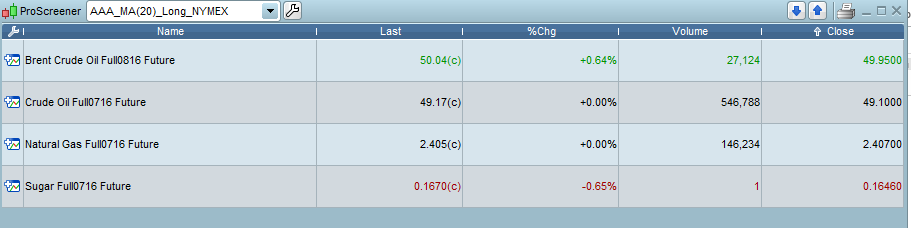 ProScreener AAA_MA(20)_Long_NYMEX
Name Last %Chg Volume Close
Brent Crude Oil Full0816 Future 50.04(c) +0.64% 27,124 49.9500
Crude Oil Full0716 Future 49.17(c) +0.00% 546,788 49.1000
Natural Gas Full0716 Future 2.405(c) +0.00% 146,234 2.40700
Sugar Full0716 Future 0.1670(c) -0.65% 1 0.16460